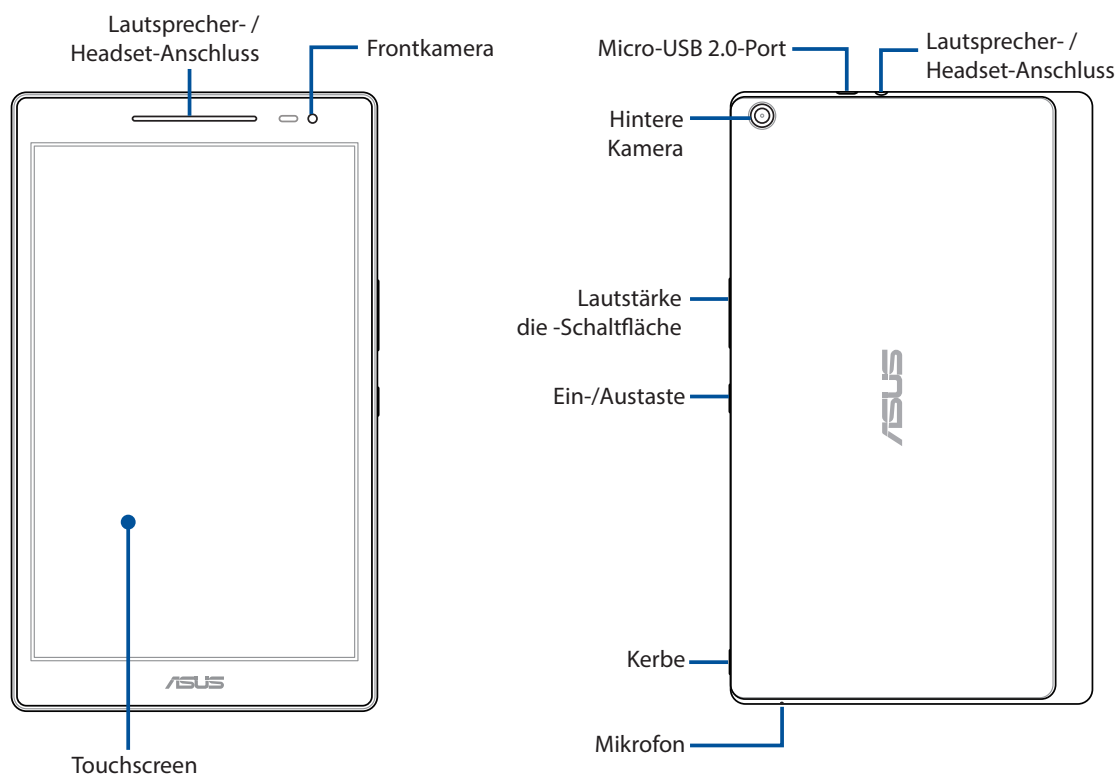 Lautsprecher- /
Headset-Anschluss
Frontkamera
ASUS
Touchscreen
Micro-USB 2.0-Port
Lautsprecher- /
Headset-Anschluss
Hintere
Kamera
Lautstärke
die -Schaltfläche
Ein-/Austaste
ASUS
Kerbe
Mikrofon